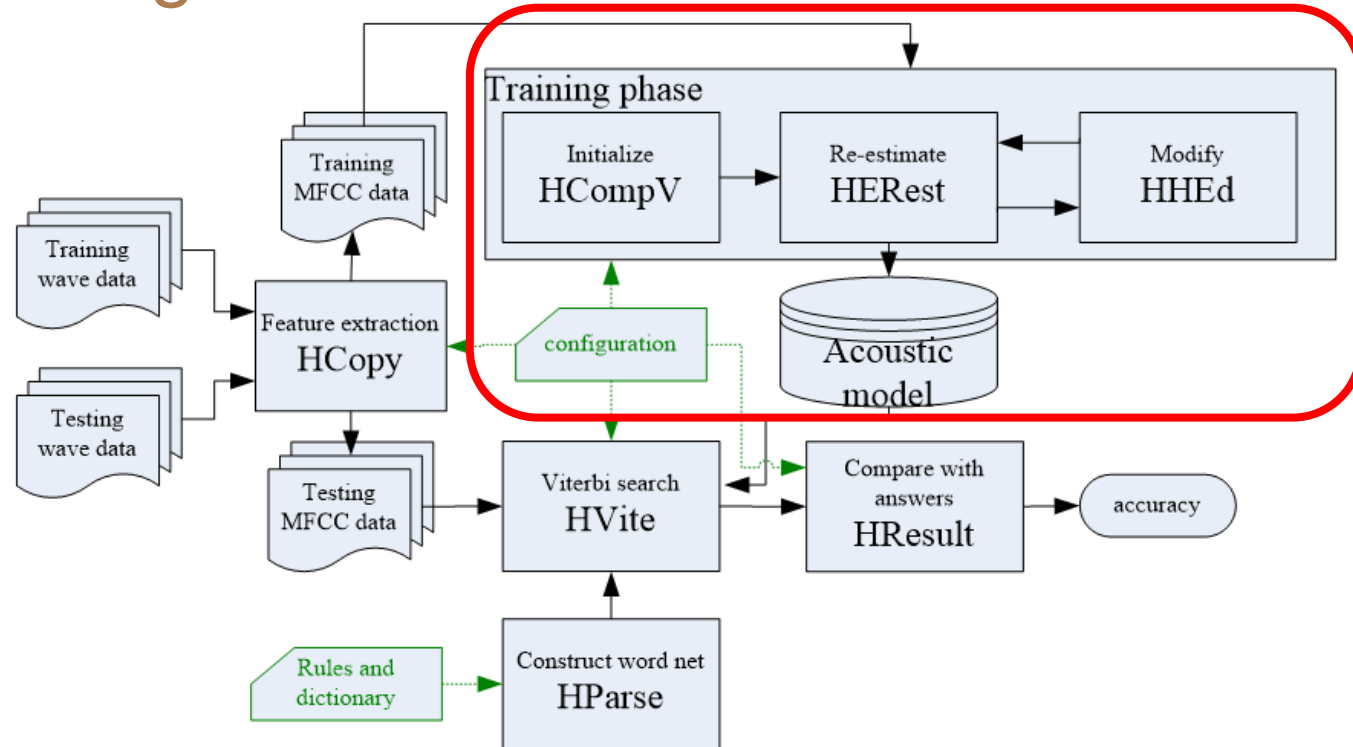 Training phase
Training
MFCC data
Initialize
HCompV
Re-estimate
HERest
Modify
HHEd
Training
wave data
Feature extraction
HCopy
configuration
Acoustic
model
Testing
wave data
Testing
MFCC data
Viterbi search
HVite
Compare with
answers
HResult
accuracy
Rules and
dictionary
Construct word net
HParse